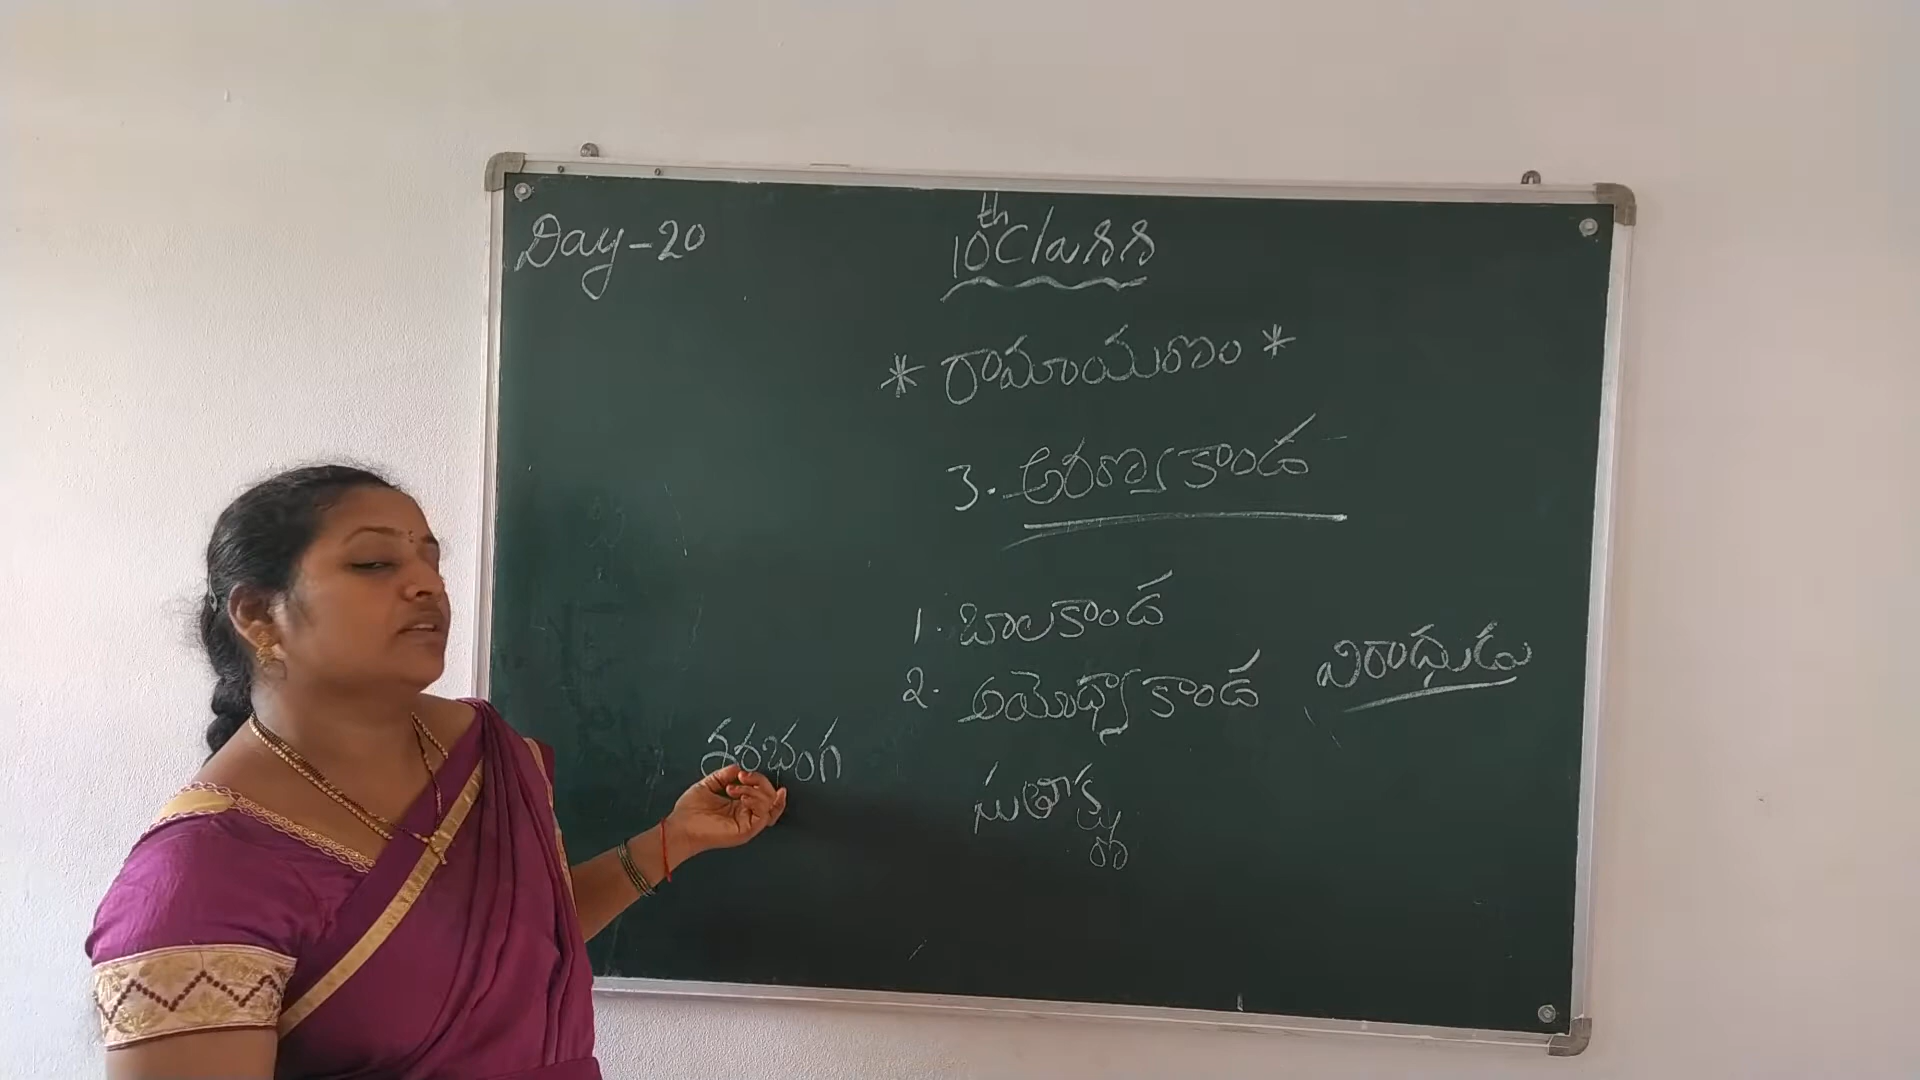 Day-20
10th Class
* రామాయణం *
3. అరణ్యకాండ
1. బాలకాండ
2. అయోధ్యాకాండ
విరాధుడు
శరభంగ
సుతీక్ష్ణ